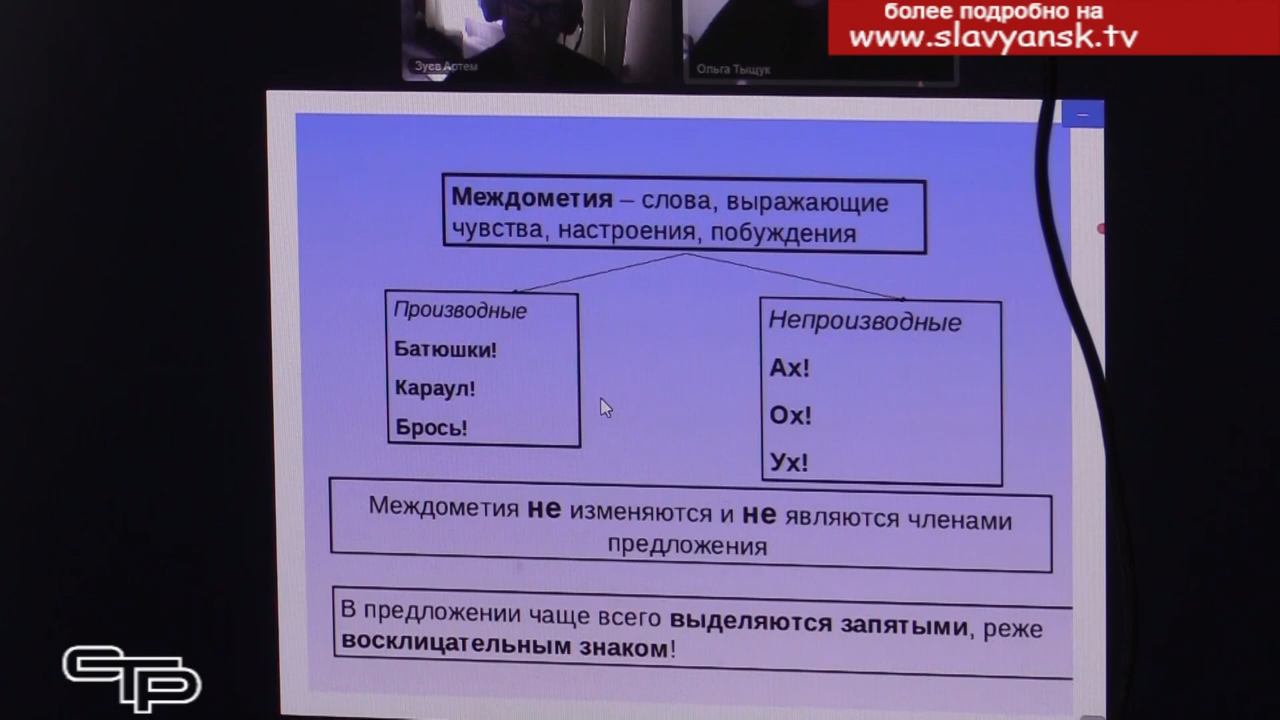 более подробно на
www.slavyansk.tv
Зуев Артем
Ольга Тыщук
Междометия – слова, выражающие
чувства, настроения, побуждения
Производные
Батюшки!
Караул!
Брось!
Непроизводные
Ах!
Ох!
Ух!
Междометия не изменяются и не являются членами
предложения
В предложении чаще всего выделяются запятыми, реже
восклицательным знаком!
СТР